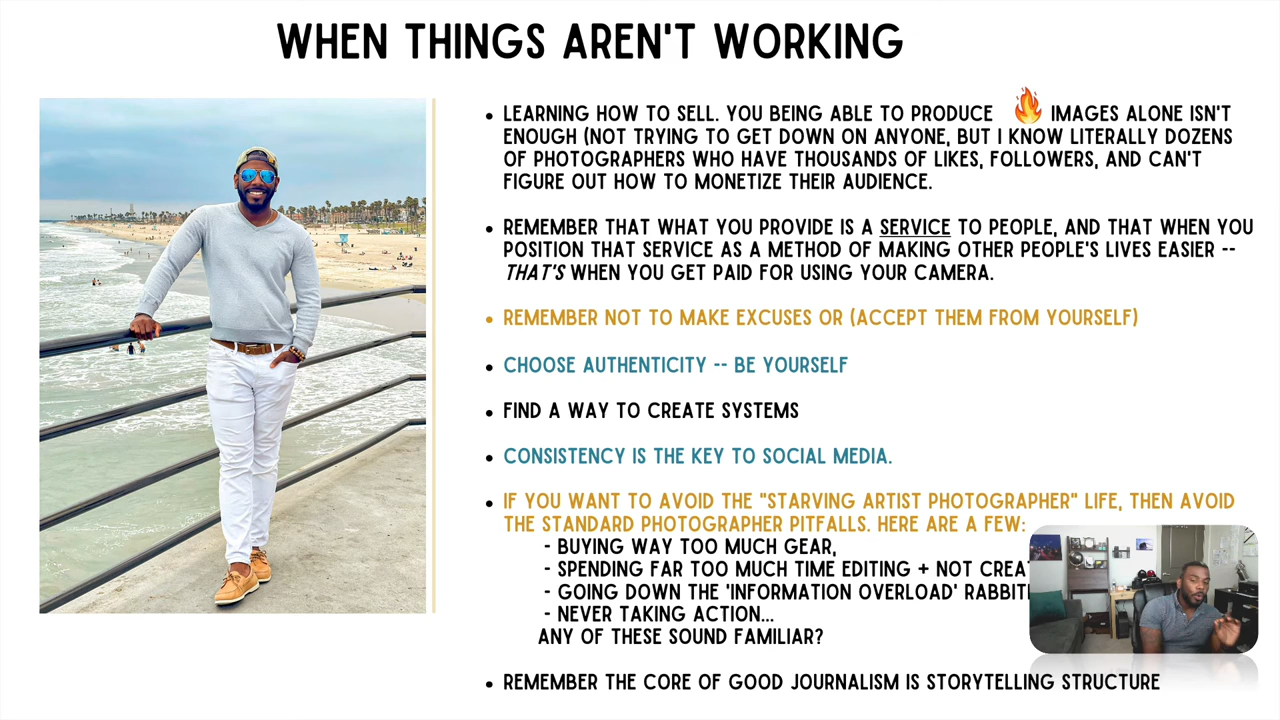 WHEN THINGS AREN'T WORKING
• LEARNING HOW TO SELL. YOU BEING ABLE TO PRODUCE 🔥 IMAGES ALONE ISN'T
ENOUGH (NOT TRYING TO GET DOWN ON ANYONE, BUT I KNOW LITERALLY DOZENS
OF PHOTOGRAPHERS WHO HAVE THOUSANDS OF LIKES, FOLLOWERS, AND CAN'T
FIGURE OUT HOW TO MONETIZE THEIR AUDIENCE.
• REMEMBER THAT WHAT YOU PROVIDE IS A SERVICE TO PEOPLE, AND THAT WHEN YOU
POSITION THAT SERVICE AS A METHOD OF MAKING OTHER PEOPLE'S LIVES EASIER --
THAT'S WHEN YOU GET PAID FOR USING YOUR CAMERA.
• REMEMBER NOT TO MAKE EXCUSES OR (ACCEPT THEM FROM YOURSELF)
• CHOOSE AUTHENTICITY -- BE YOURSELF
• FIND A WAY TO CREATE SYSTEMS
• CONSISTENCY IS THE KEY TO SOCIAL MEDIA.
• IF YOU WANT TO AVOID THE "STARVING ARTIST PHOTOGRAPHER" LIFE, THEN AVOID
THE STANDARD PHOTOGRAPHER PITFALLS. HERE ARE A FEW:
- BUYING WAY TOO MUCH GEAR,
- SPENDING FAR TOO MUCH TIME EDITING + NOT
- GOING DOWN THE 'INFORMATION OVERLOAD' RABBIT
- NEVER TAKING ACTION...
ANY OF THESE SOUND FAMILIAR?
• REMEMBER THE CORE OF GOOD JOURNALISM IS STORYTELLING STRUCTURE